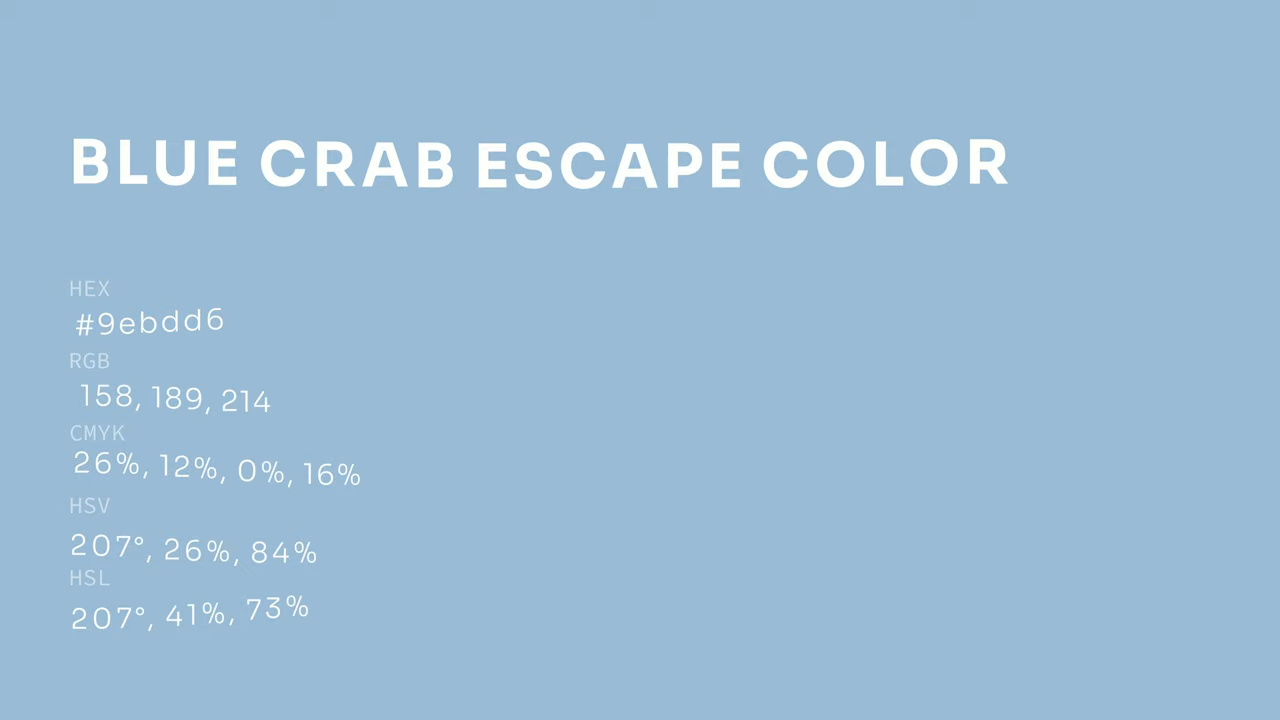 BLUE CRAB ESCAPE COLOR
HEX
#9ebdd6
RGB
158, 189, 214
CMYK
26%, 12%, 0%, 16%
HSV
207°, 26%, 84%
HSL
207°, 41%, 73%